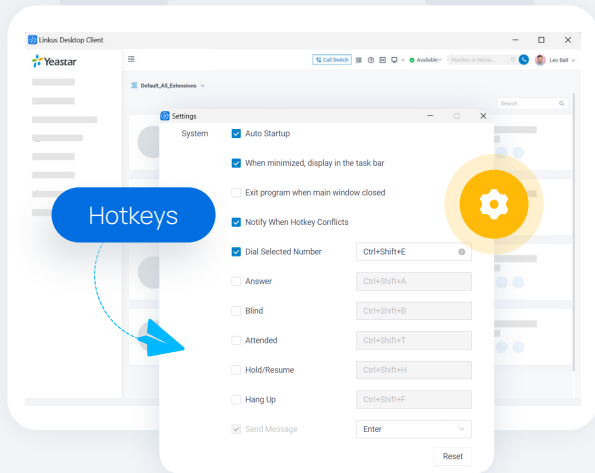 Linkus Desktop Client
Yeastar
Call Switch
Available
Number or Name...
Leo Ball
Default_All_Extensions
Search
Settings
System
Auto Startup
When minimized, display in the task bar
Exit program when main window closed
Notify When Hotkey Conflicts
Hotkeys
Dial Selected Number Ctrl+Shift+E
Answer Ctrl+Shift+A
Blind Ctrl+Shift+B
Attended Ctrl+Shift+T
Hold/Resume Ctrl+Shift+H
Hang Up Ctrl+Shift+F
Send Message Enter
Reset